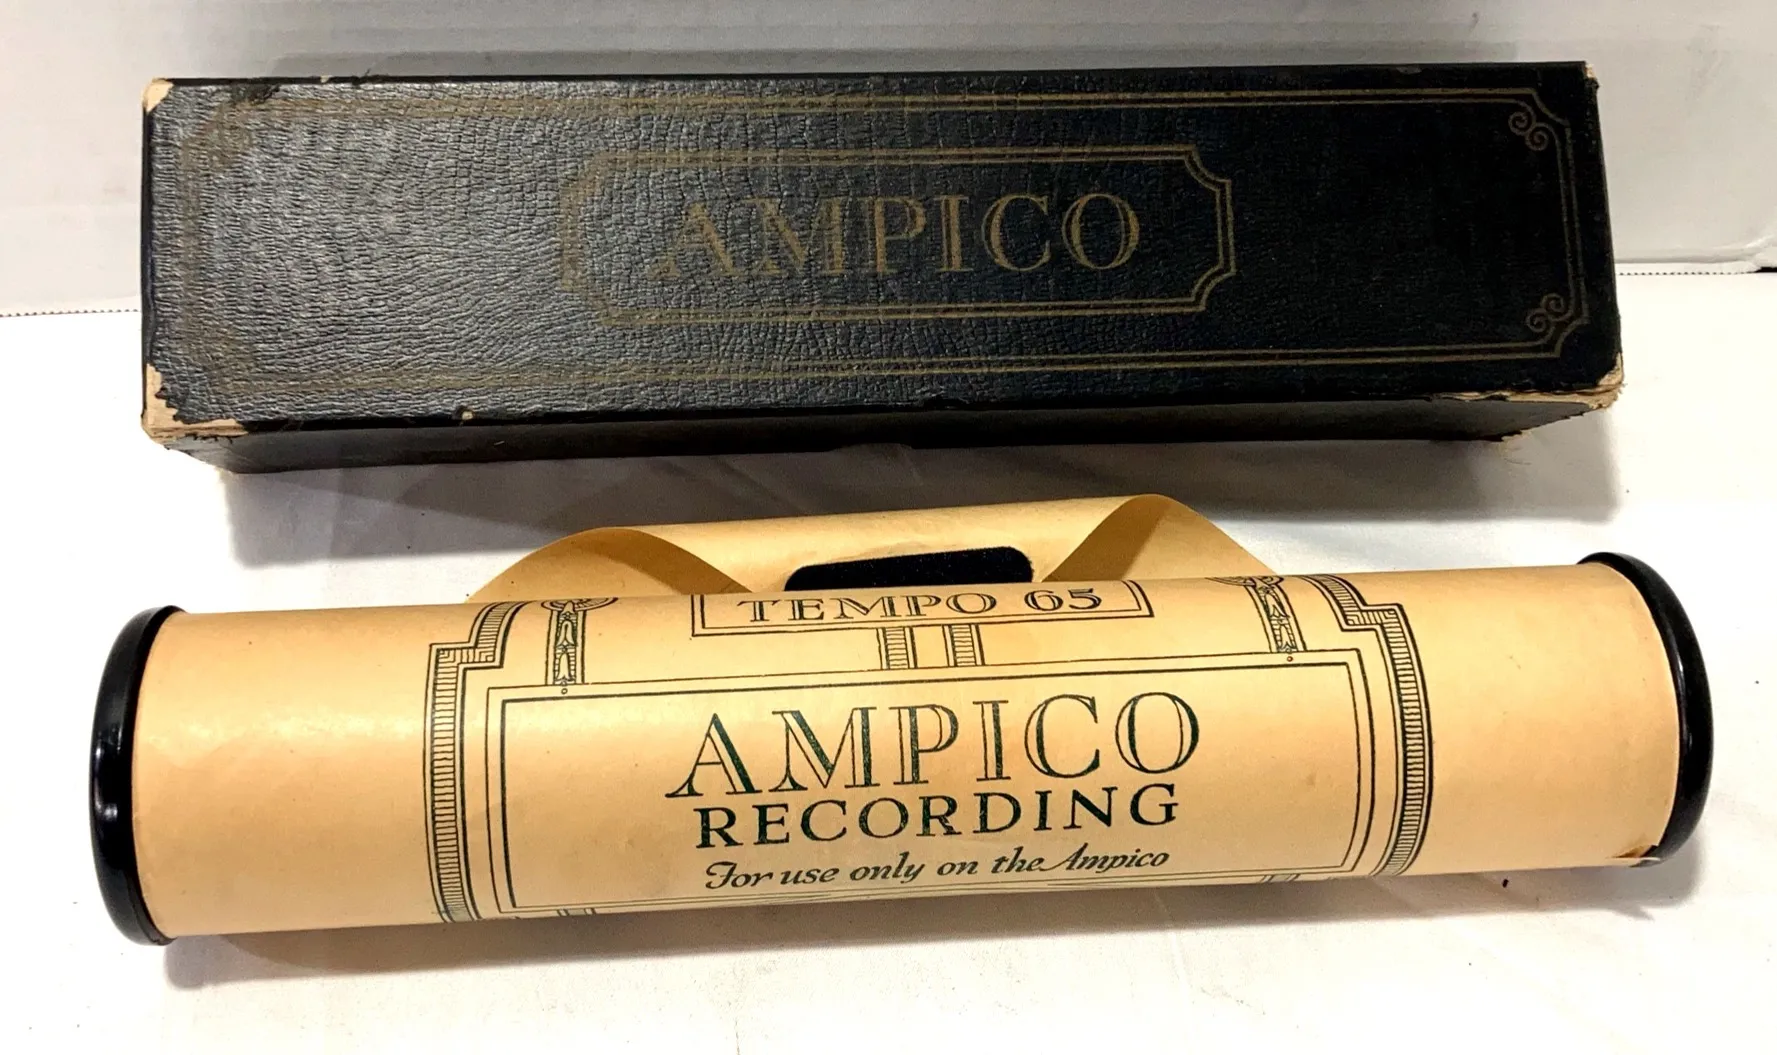 AMPICO
TEMPO 65
AMPICO
RECORDING
For use only on the Ampico